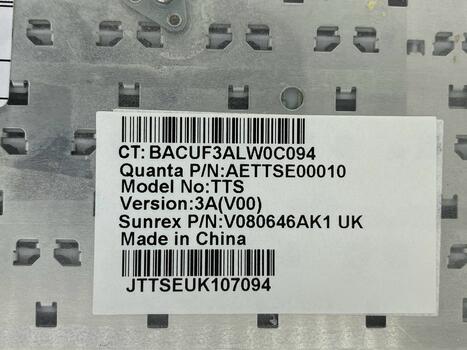 CT: BACUF3ALW0C094
Quanta P/N:AETTSE00010
Model No:TTS
Version:3A(V00)
Sunrex P/N:V080646AK1 UK
Made in China
JTTSEUK107094